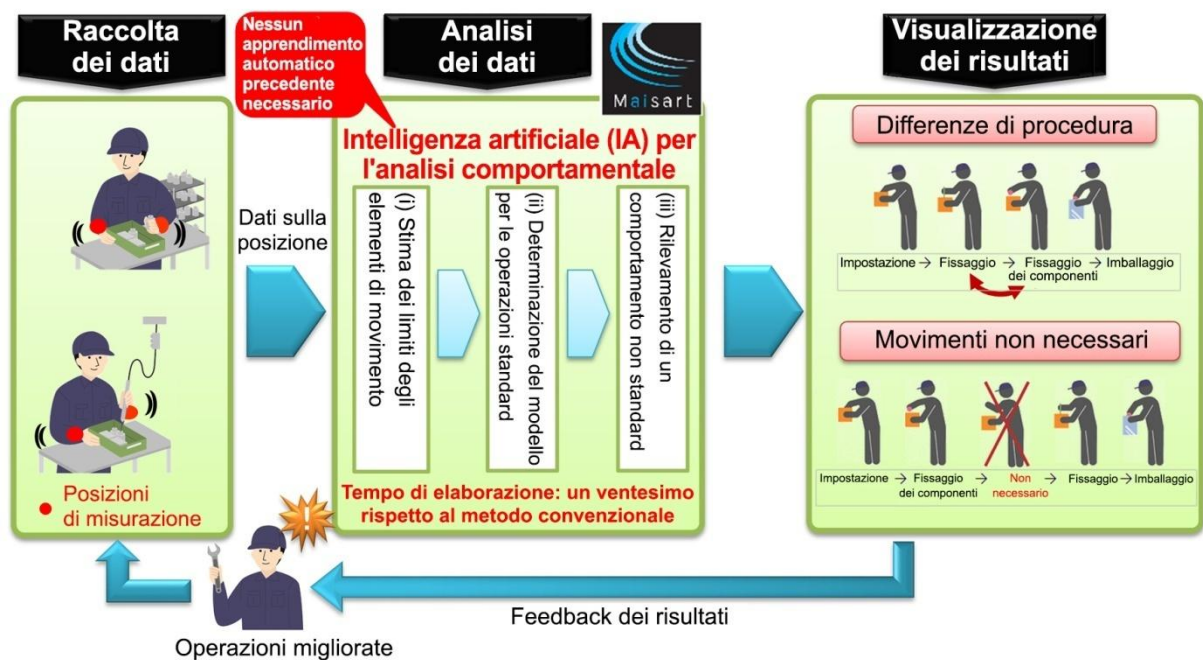 Raccolta
dei dati
Nessun
apprendimento
automatico
precedente
necessario
Analisi
dei dati
Maisart
Visualizzazione
dei risultati
Posizioni
di misurazione
Dati sulla
posizione
Intelligenza artificiale (IA) per
l'analisi comportamentale
(i) Stima dei limiti degli
elementi di movimento
(ii) Determinazione del modello
per le operazioni standard
(iii) Rilevamento di un
comportamento non standard
Tempo di elaborazione: un ventesimo
rispetto al metodo convenzionale
Differenze di procedura
Impostazione → Fissaggio → Fissaggio → Imballaggio
dei componenti
Movimenti non necessari
Impostazione → Fissaggio → Non → Fissaggio → Imballaggio
dei componenti necessario
!
Feedback dei risultati
Operazioni migliorate